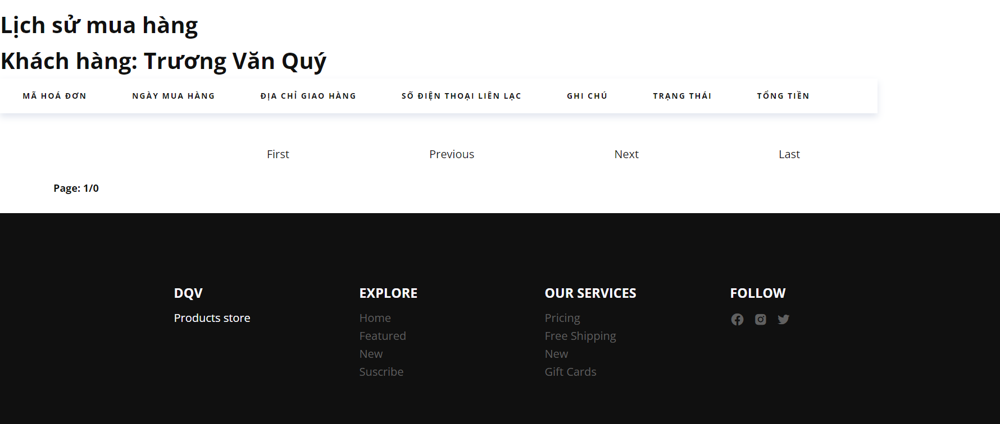 Lịch sử mua hàng
Khách hàng: Trương Văn Quý
MÃ HOÁ ĐƠN NGÀY MUA HÀNG ĐỊA CHỈ GIAO HÀNG SỐ ĐIỆN THOẠI LIÊN LẠC GHI CHÚ TRẠNG THÁI TỔNG TIỀN
First Previous Next Last
Page: 1/0
DQV EXPLORE OUR SERVICES FOLLOW
Products store Home Pricing
Featured Free Shipping
New New
Suscribe Gift Cards